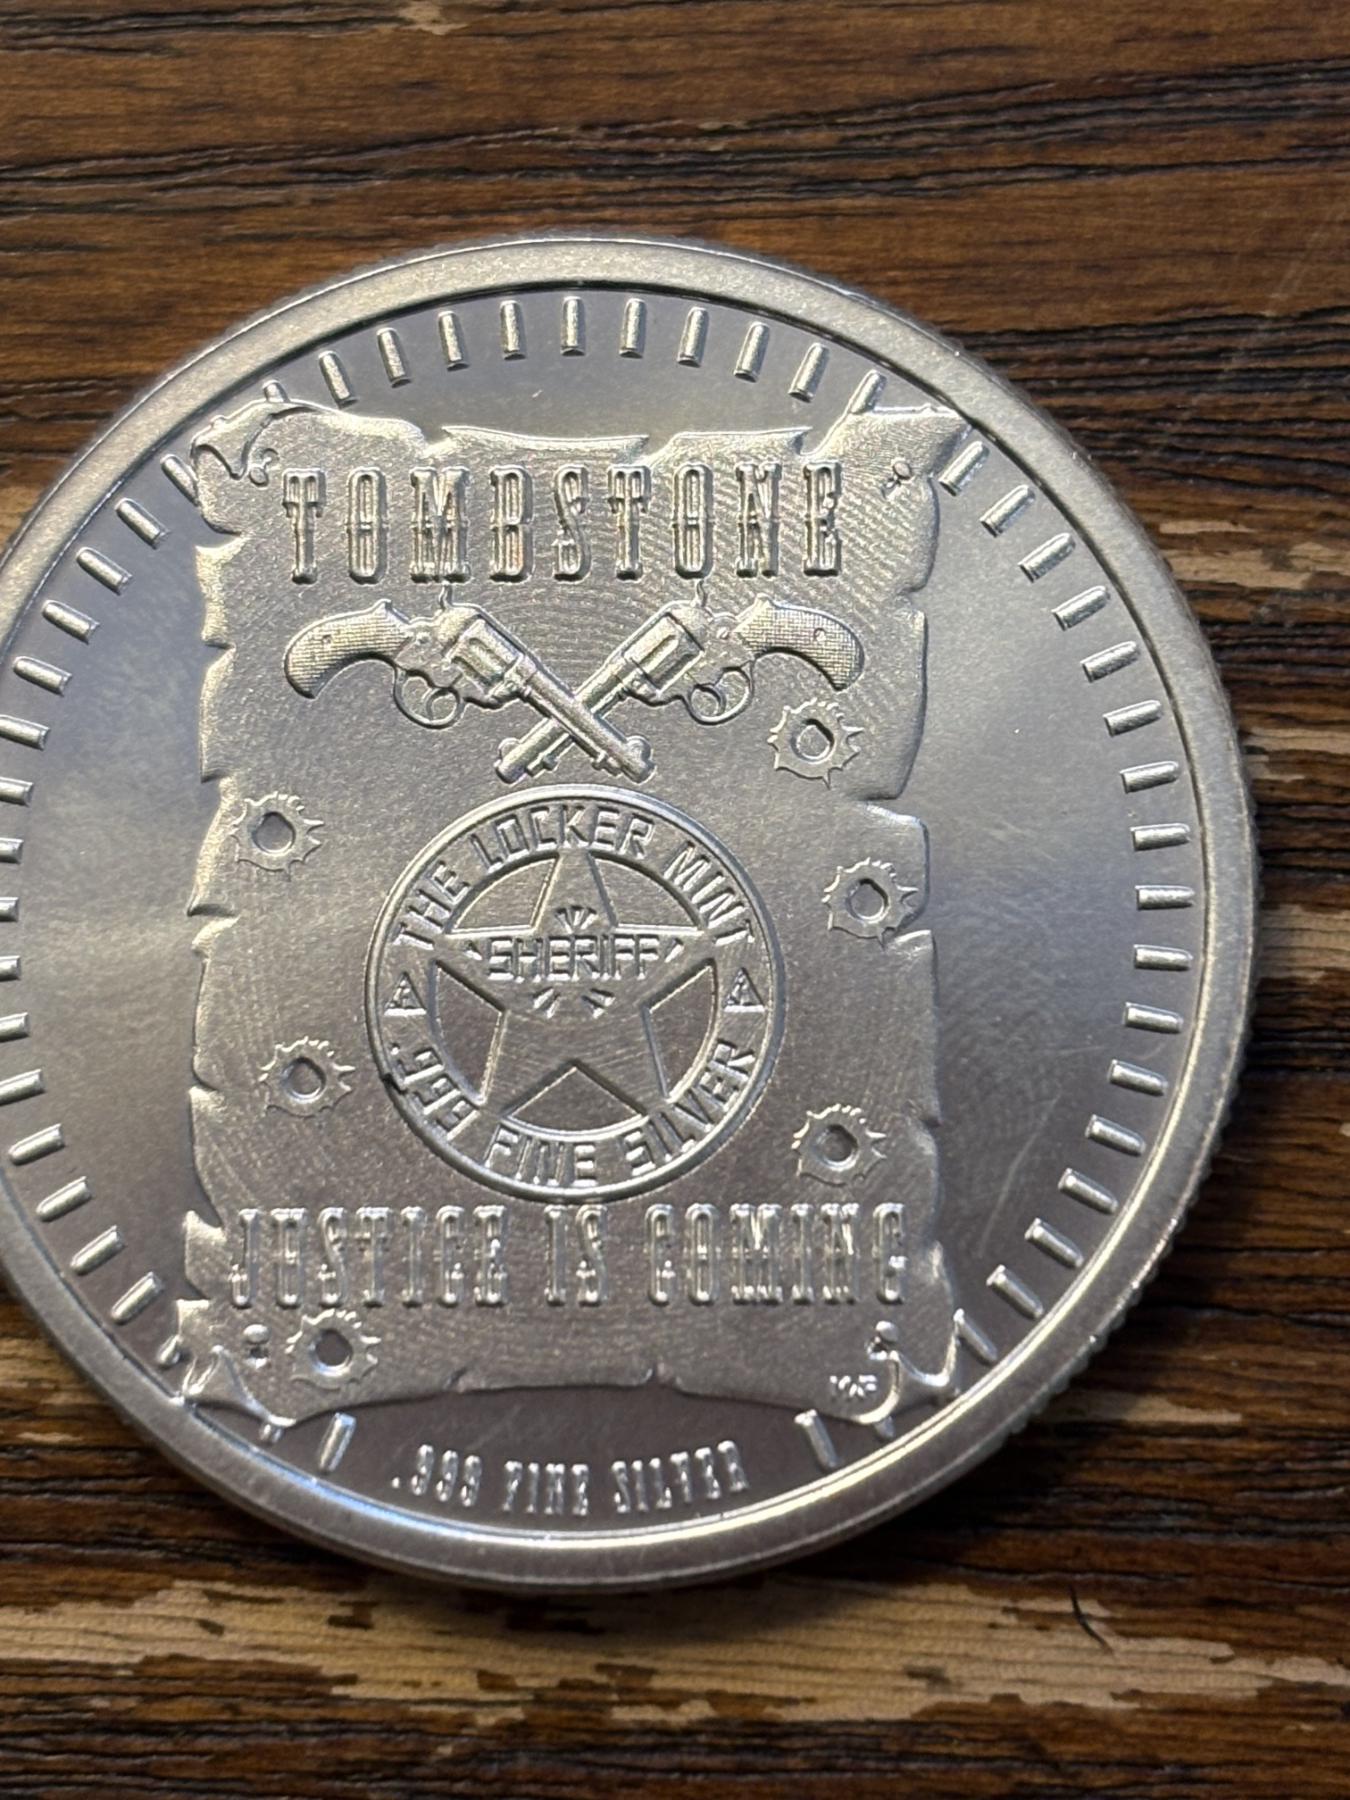 TOMBSTONE
THE LOCKER MINT
SHERIFF
.999 FINE SILVER
JUSTICE IS COMING
.999 FINE SILVER